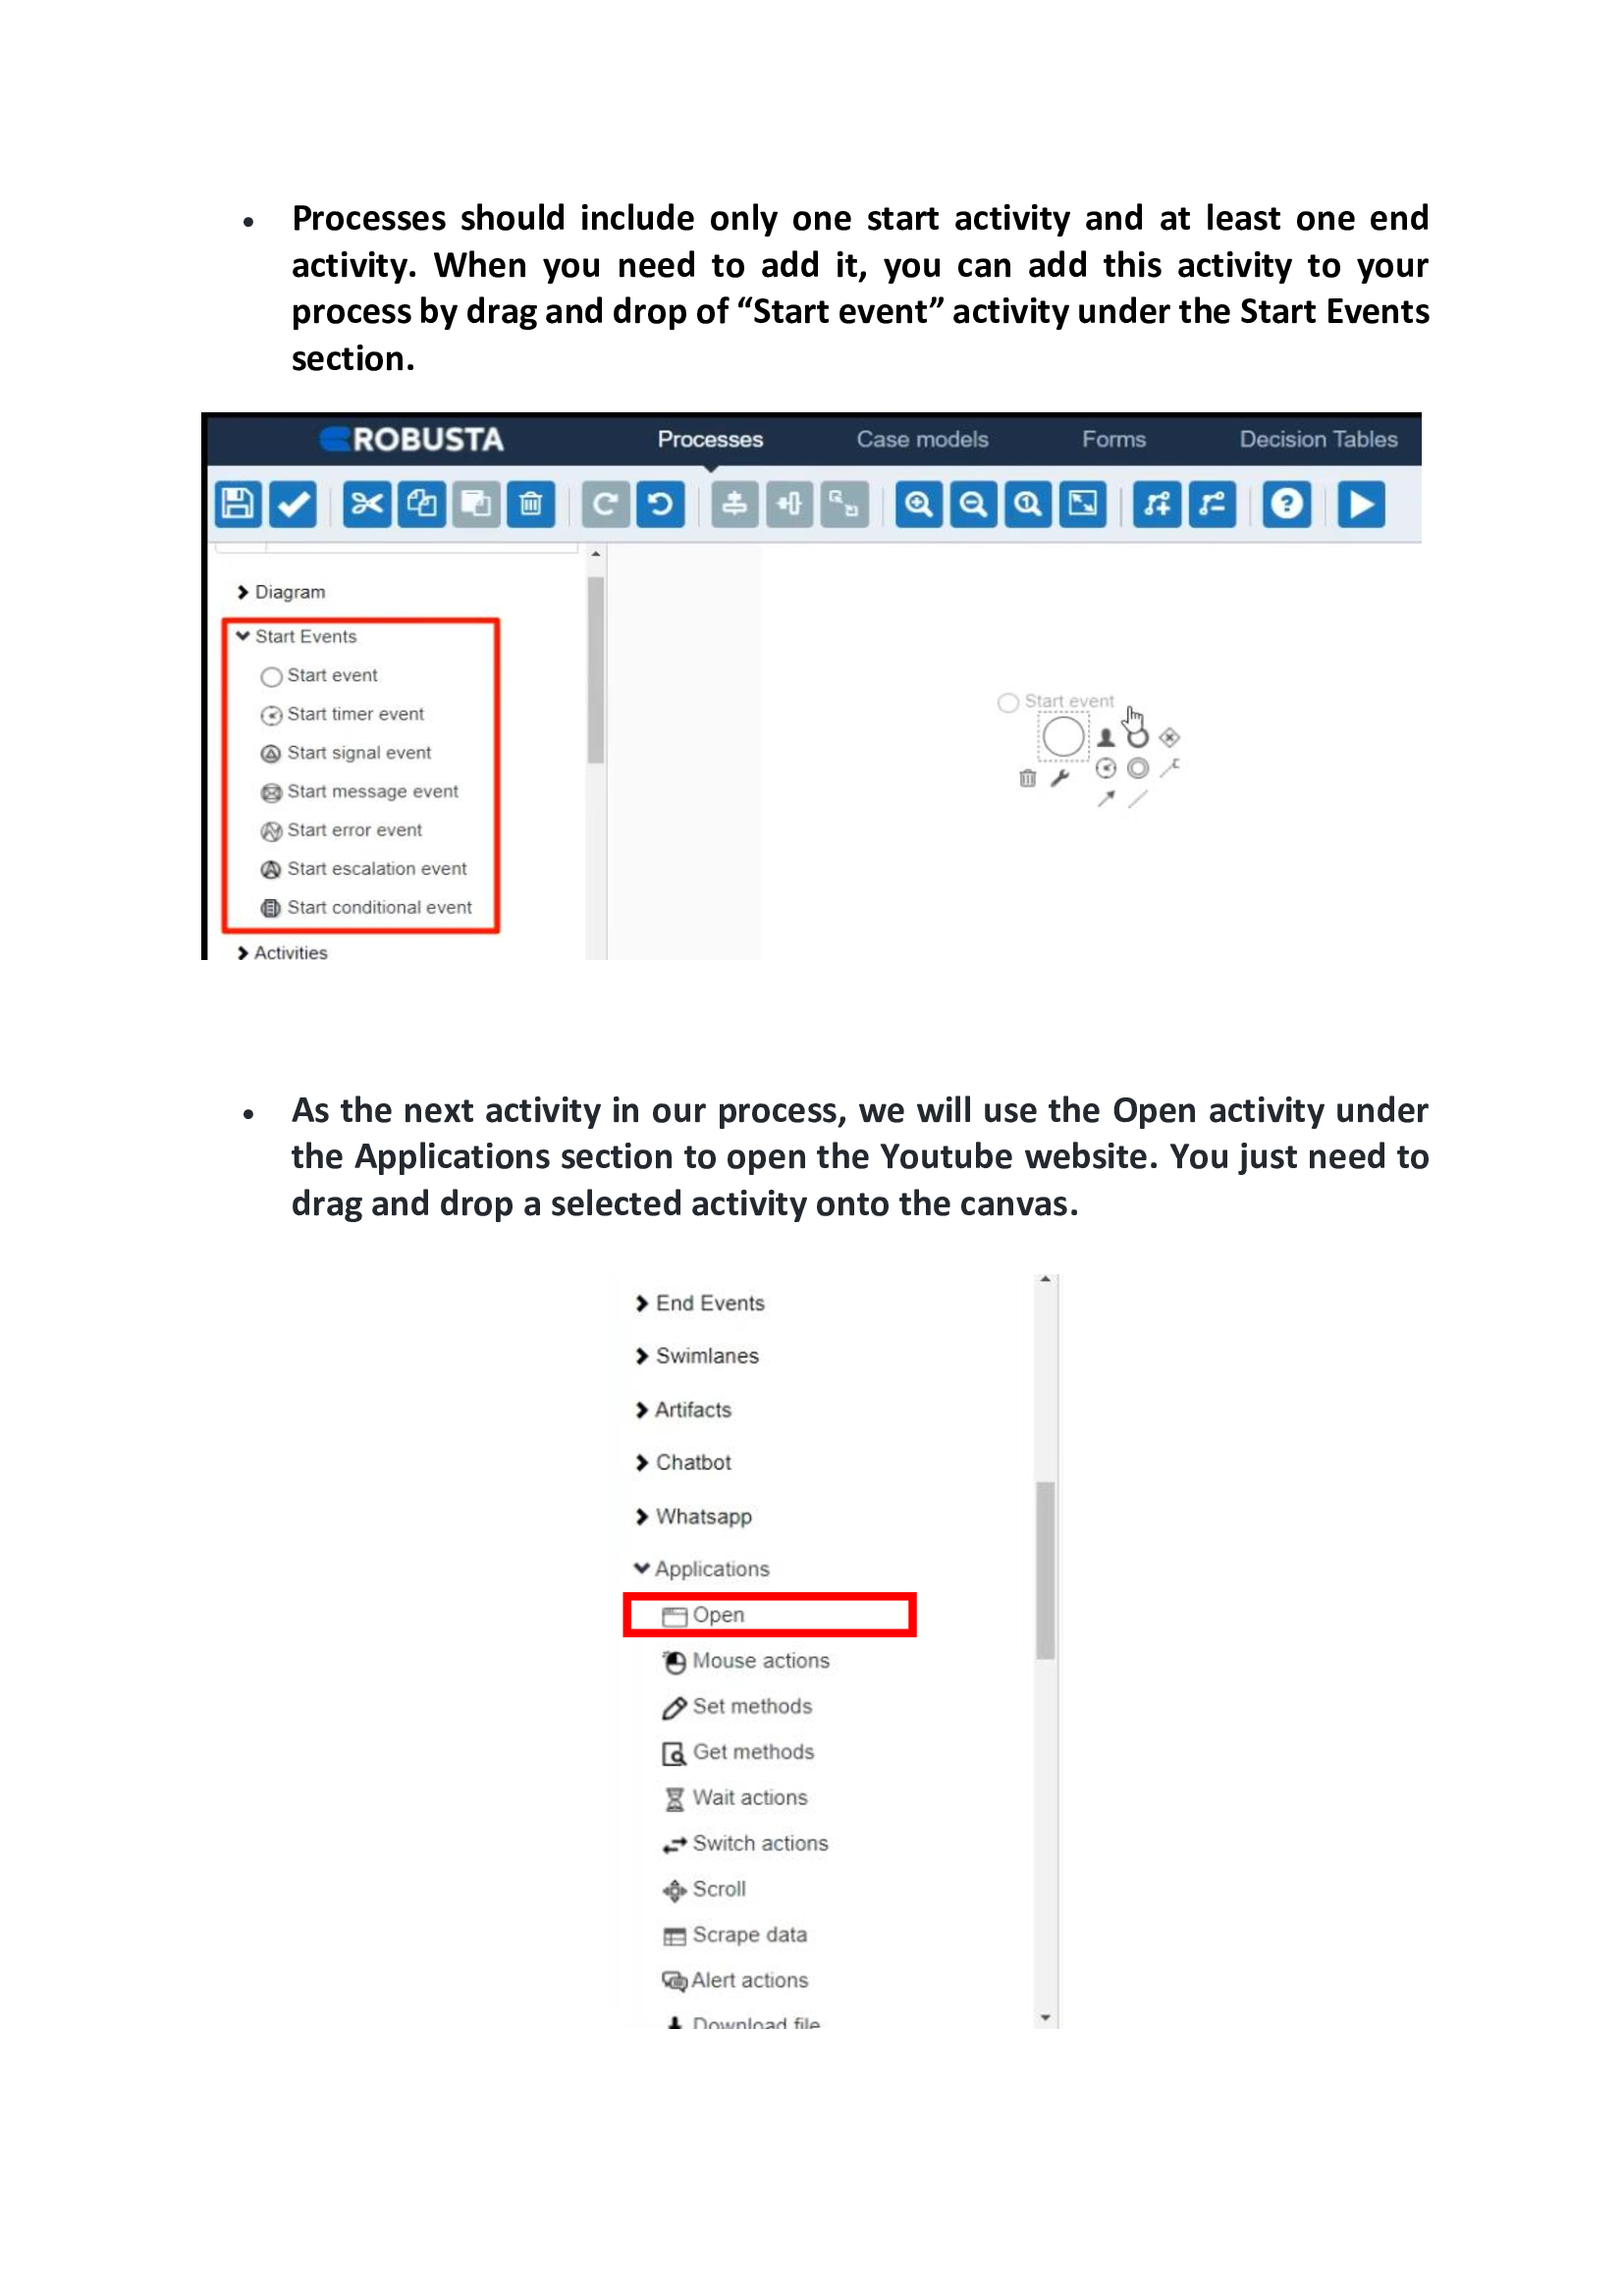 • Processes should include only one start activity and at least one end
activity. When you need to add it, you can add this activity to your
process by drag and drop of “Start event” activity under the Start Events
section.
ROBUSTA Processes Case models Forms Decision Tables
Diagram
Start Events
Start event
Start timer event
Start signal event
Start message event
Start error event
Start escalation event
Start conditional event
Activities
Start event
• As the next activity in our process, we will use the Open activity under
the Applications section to open the Youtube website. You just need to
drag and drop a selected activity onto the canvas.
End Events
Swimlanes
Artifacts
Chatbot
Whatsapp
Applications
Open
Mouse actions
Set methods
Get methods
Wait actions
Switch actions
Scroll
Scrape data
Alert actions
Download file